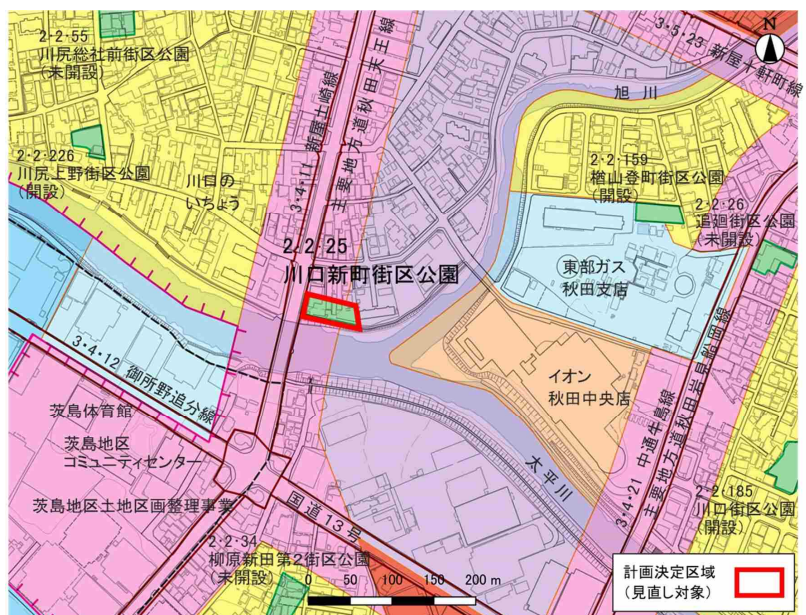 2・2・55
川尻総社前街区公園
（未開設）
3・4・11 新屋土崎線
主要地方道秋田天王線
3・5・23 新屋十軒町線
N
旭 川
2・2・226
川尻上野街区公園
（開設）
川口の
いちょう
2・2・159
楢山登町街区公園
（開設）
2・2・26
追廻街区公園
（未開設）
2・2・25
川口新町街区公園
東部ガス
秋田支店
3・4・12 御所野追分線
イオン
秋田中央店
茨島体育館
茨島地区
コミュニティセンター
茨島地区土地区画整理事業
国道13号
太平川
3・4・21 中通牛島線
主要地方道秋田岩見船岡線
2・2・185
川口街区公園
（開設）
2・2・34
柳原新田第2街区公園
（未開設）
0 50 100 150 200 m
計画決定区域
（見直し対象）